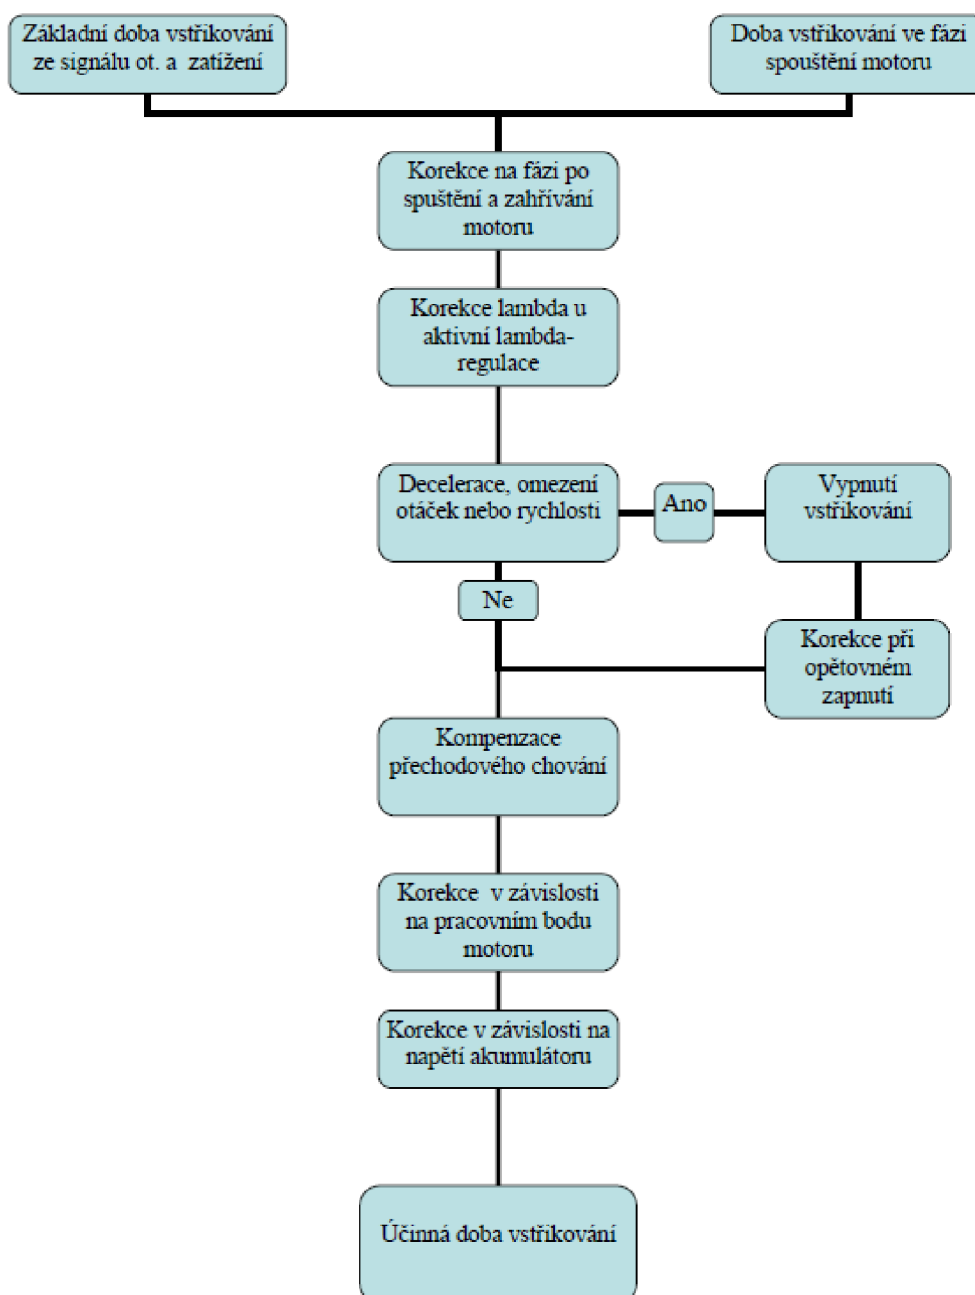 Základní doba vstřikování
ze signálu ot. a zatížení
Doba vstřikování ve fázi
spouštění motoru
Korekce na fázi po
spuštění a zahřívání
motoru
Korekce lambda u
aktivní lambda-
regulace
Decelerace, omezení
otáček nebo rychlosti
Ano
Vypnutí
vstřikování
Ne
Korekce při
opětovném
zapnutí
Kompenzace
přechodového chování
Korekce v závislosti
na pracovním bodu
motoru
Korekce v závislosti na
napětí akumulátoru
Účinná doba vstřikování